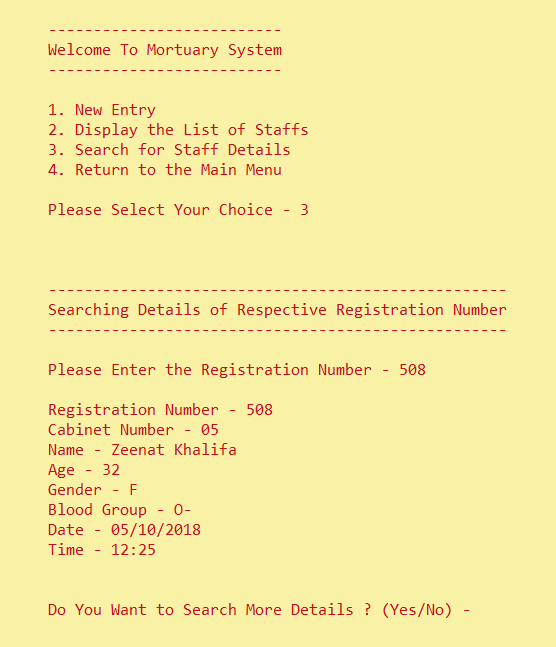 --------------------------
Welcome To Mortuary System
--------------------------
1. New Entry
2. Display the List of Staffs
3. Search for Staff Details
4. Return to the Main Menu
Please Select Your Choice - 3
---------------------------------------------------
Searching Details of Respective Registration Number
---------------------------------------------------
Please Enter the Registration Number - 508
Registration Number - 508
Cabinet Number - 05
Name - Zeenat Khalifa
Age - 32
Gender - F
Blood Group - O-
Date - 05/10/2018
Time - 12:25
Do You Want to Search More Details ? (Yes/No) -